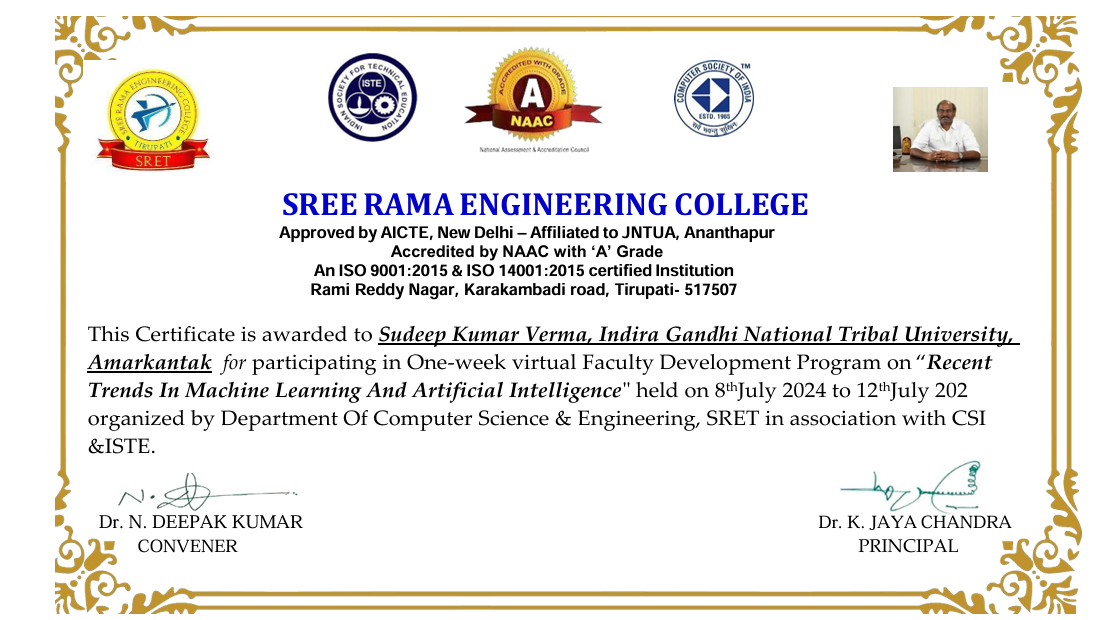 SREE RAMA ENGINEERING COLLEGE
TIRUPATI
SRET
INDIAN SOCIETY FOR TECHNICAL EDUCATION
ISTE
ACCREDITED WITH GRADE
A
NAAC
National Assessment & Accreditation Council
COMPUTER SOCIETY OF INDIA
TM
ESTD. 1965
SREE RAMA ENGINEERING COLLEGE
Approved by AICTE, New Delhi – Affiliated to JNTUA, Ananthapur
Accredited by NAAC with ‘A’ Grade
An ISO 9001:2015 & ISO 14001:2015 certified Institution
Rami Reddy Nagar, Karakambadi road, Tirupati- 517507
This Certificate is awarded to Sudeep Kumar Verma, Indira Gandhi National Tribal University,
Amarkantak for participating in One-week virtual Faculty Development Program on “Recent
Trends In Machine Learning And Artificial Intelligence" held on 8thJuly 2024 to 12thJuly 202
organized by Department Of Computer Science & Engineering, SRET in association with CSI
&ISTE.
Dr. N. DEEPAK KUMAR
CONVENER
Dr. K. JAYA CHANDRA
PRINCIPAL